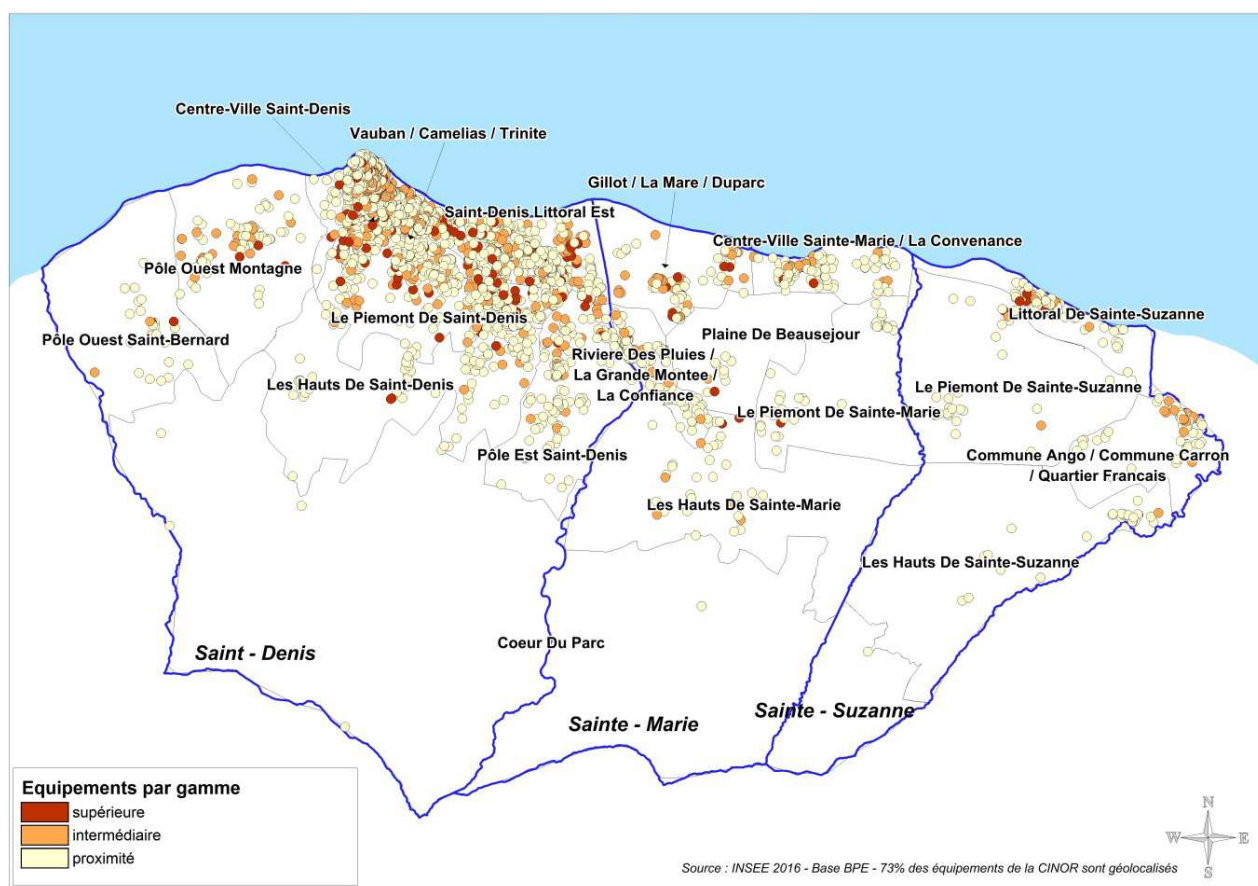 Centre-Ville Saint-Denis
Vauban / Camelias / Trinite
Gillot / La Mare / Duparc
Saint-Denis Littoral Est
Centre-Ville Sainte-Marie / La Convenance
Pôle Ouest Montagne
Littoral De Sainte-Suzanne
Le Piemont De Saint-Denis
Plaine De Beausejour
Pôle Ouest Saint-Bernard
Riviere Des Pluies /
La Grande Montee /
La Confiance
Les Hauts De Saint-Denis
Le Piemont De Sainte-Suzanne
Le Piemont De Sainte-Marie
Pôle Est Saint-Denis
Commune Ango / Commune Carron
/ Quartier Francais
Les Hauts De Sainte-Marie
Les Hauts De Sainte-Suzanne
Coeur Du Parc
Saint - Denis
Sainte - Marie
Sainte - Suzanne
Equipements par gamme
supérieure
intermédiaire
proximité
N
W
E
S
Source : INSEE 2016 - Base BPE - 73% des équipements de la CINOR sont géolocalisés